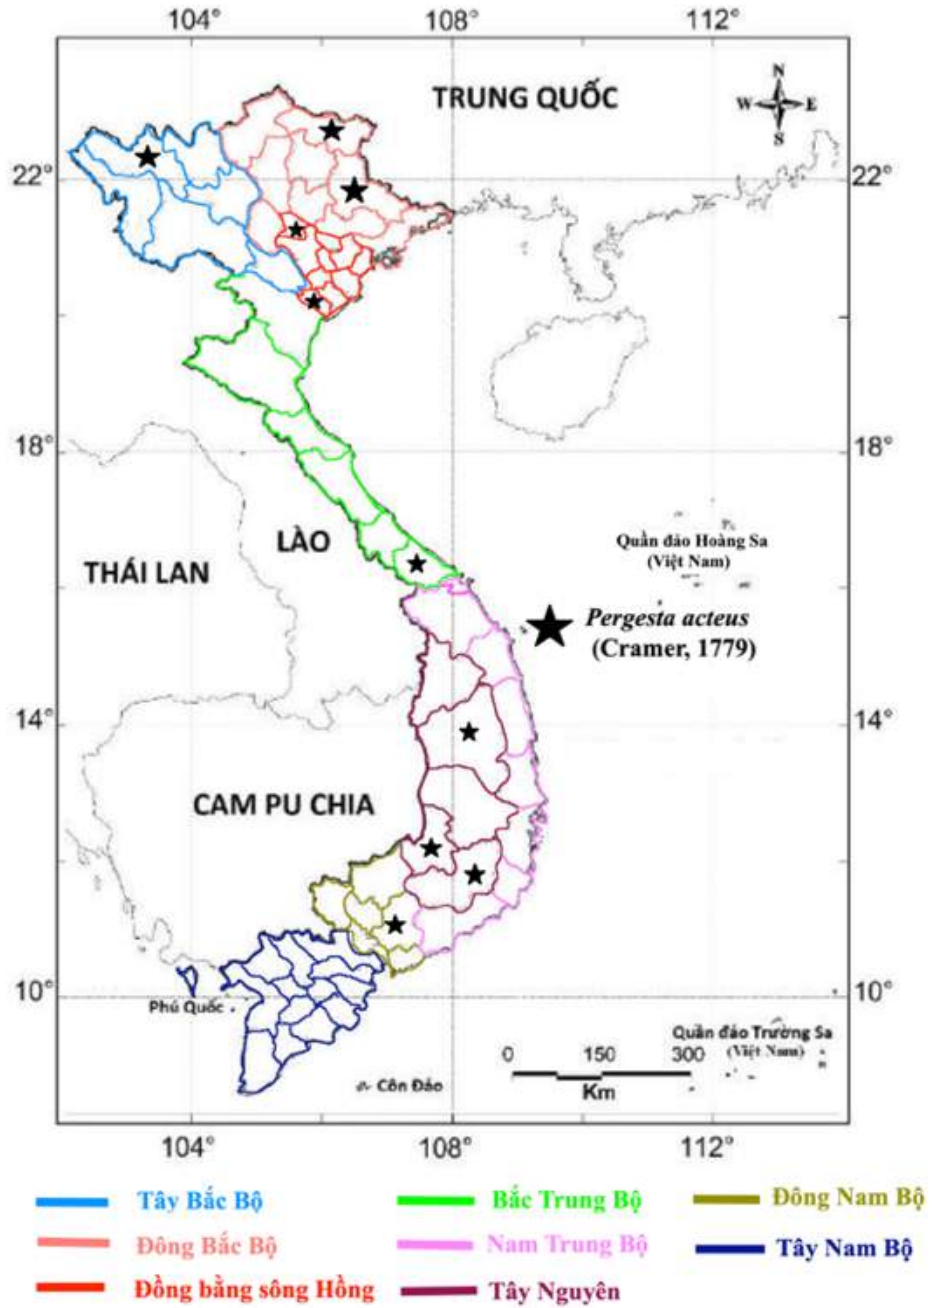 104° 108° 112°
TRUNG QUỐC
N
W E
S
22° 22°
18° 18°
LÀO
THÁI LAN
Quần đảo Hoàng Sa
(Việt Nam)
Pergesta acteus
(Cramer, 1779)
14° 14°
CAM PU CHIA
10° 10°
Phú Quốc
Quần đảo Trường Sa
(Việt Nam)
0 150 300
Km
Côn Đảo
104° 108° 112°
Tây Bắc Bộ Bắc Trung Bộ Đông Nam Bộ
Đông Bắc Bộ Nam Trung Bộ Tây Nam Bộ
Đồng bằng sông Hồng Tây Nguyên